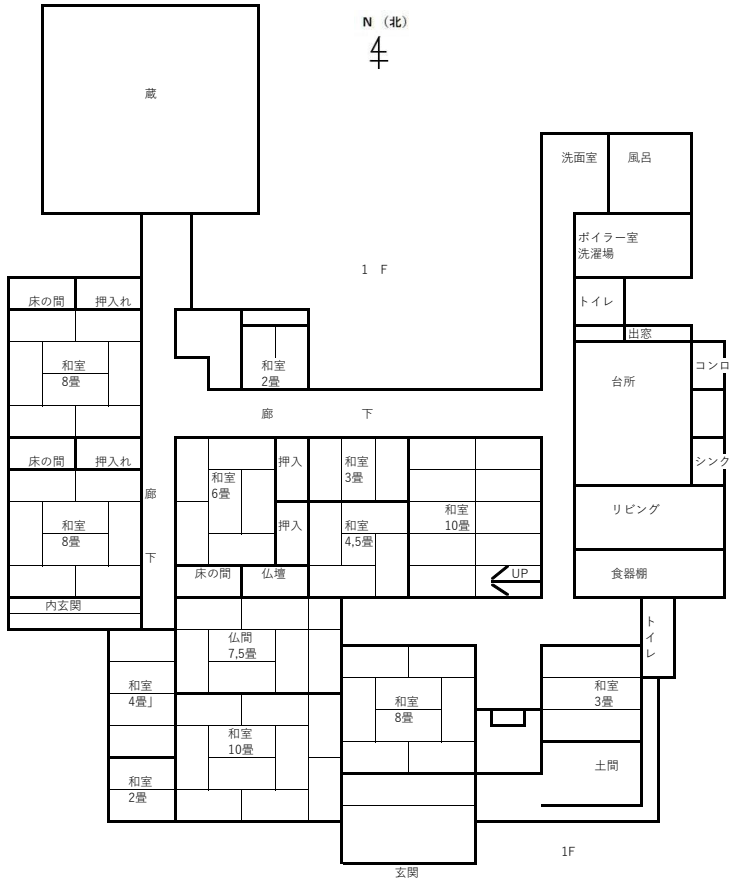 N （北）
蔵
洗面室
風呂
ボイラー室
洗濯場
1　F
床の間
押入れ
トイレ
出窓
和室
8畳
和室
2畳
コンロ
台所
廊　下
床の間
押入れ
押入
和室
3畳
シンク
和室
6畳
廊
下
和室
8畳
押入
和室
4,5畳
和室
10畳
リビング
床の間
仏壇
UP
食器棚
内玄関
トイレ
仏間
7,5畳
和室
4畳」
和室
8畳
和室
3畳
和室
10畳
土間
和室
2畳
1F
玄関